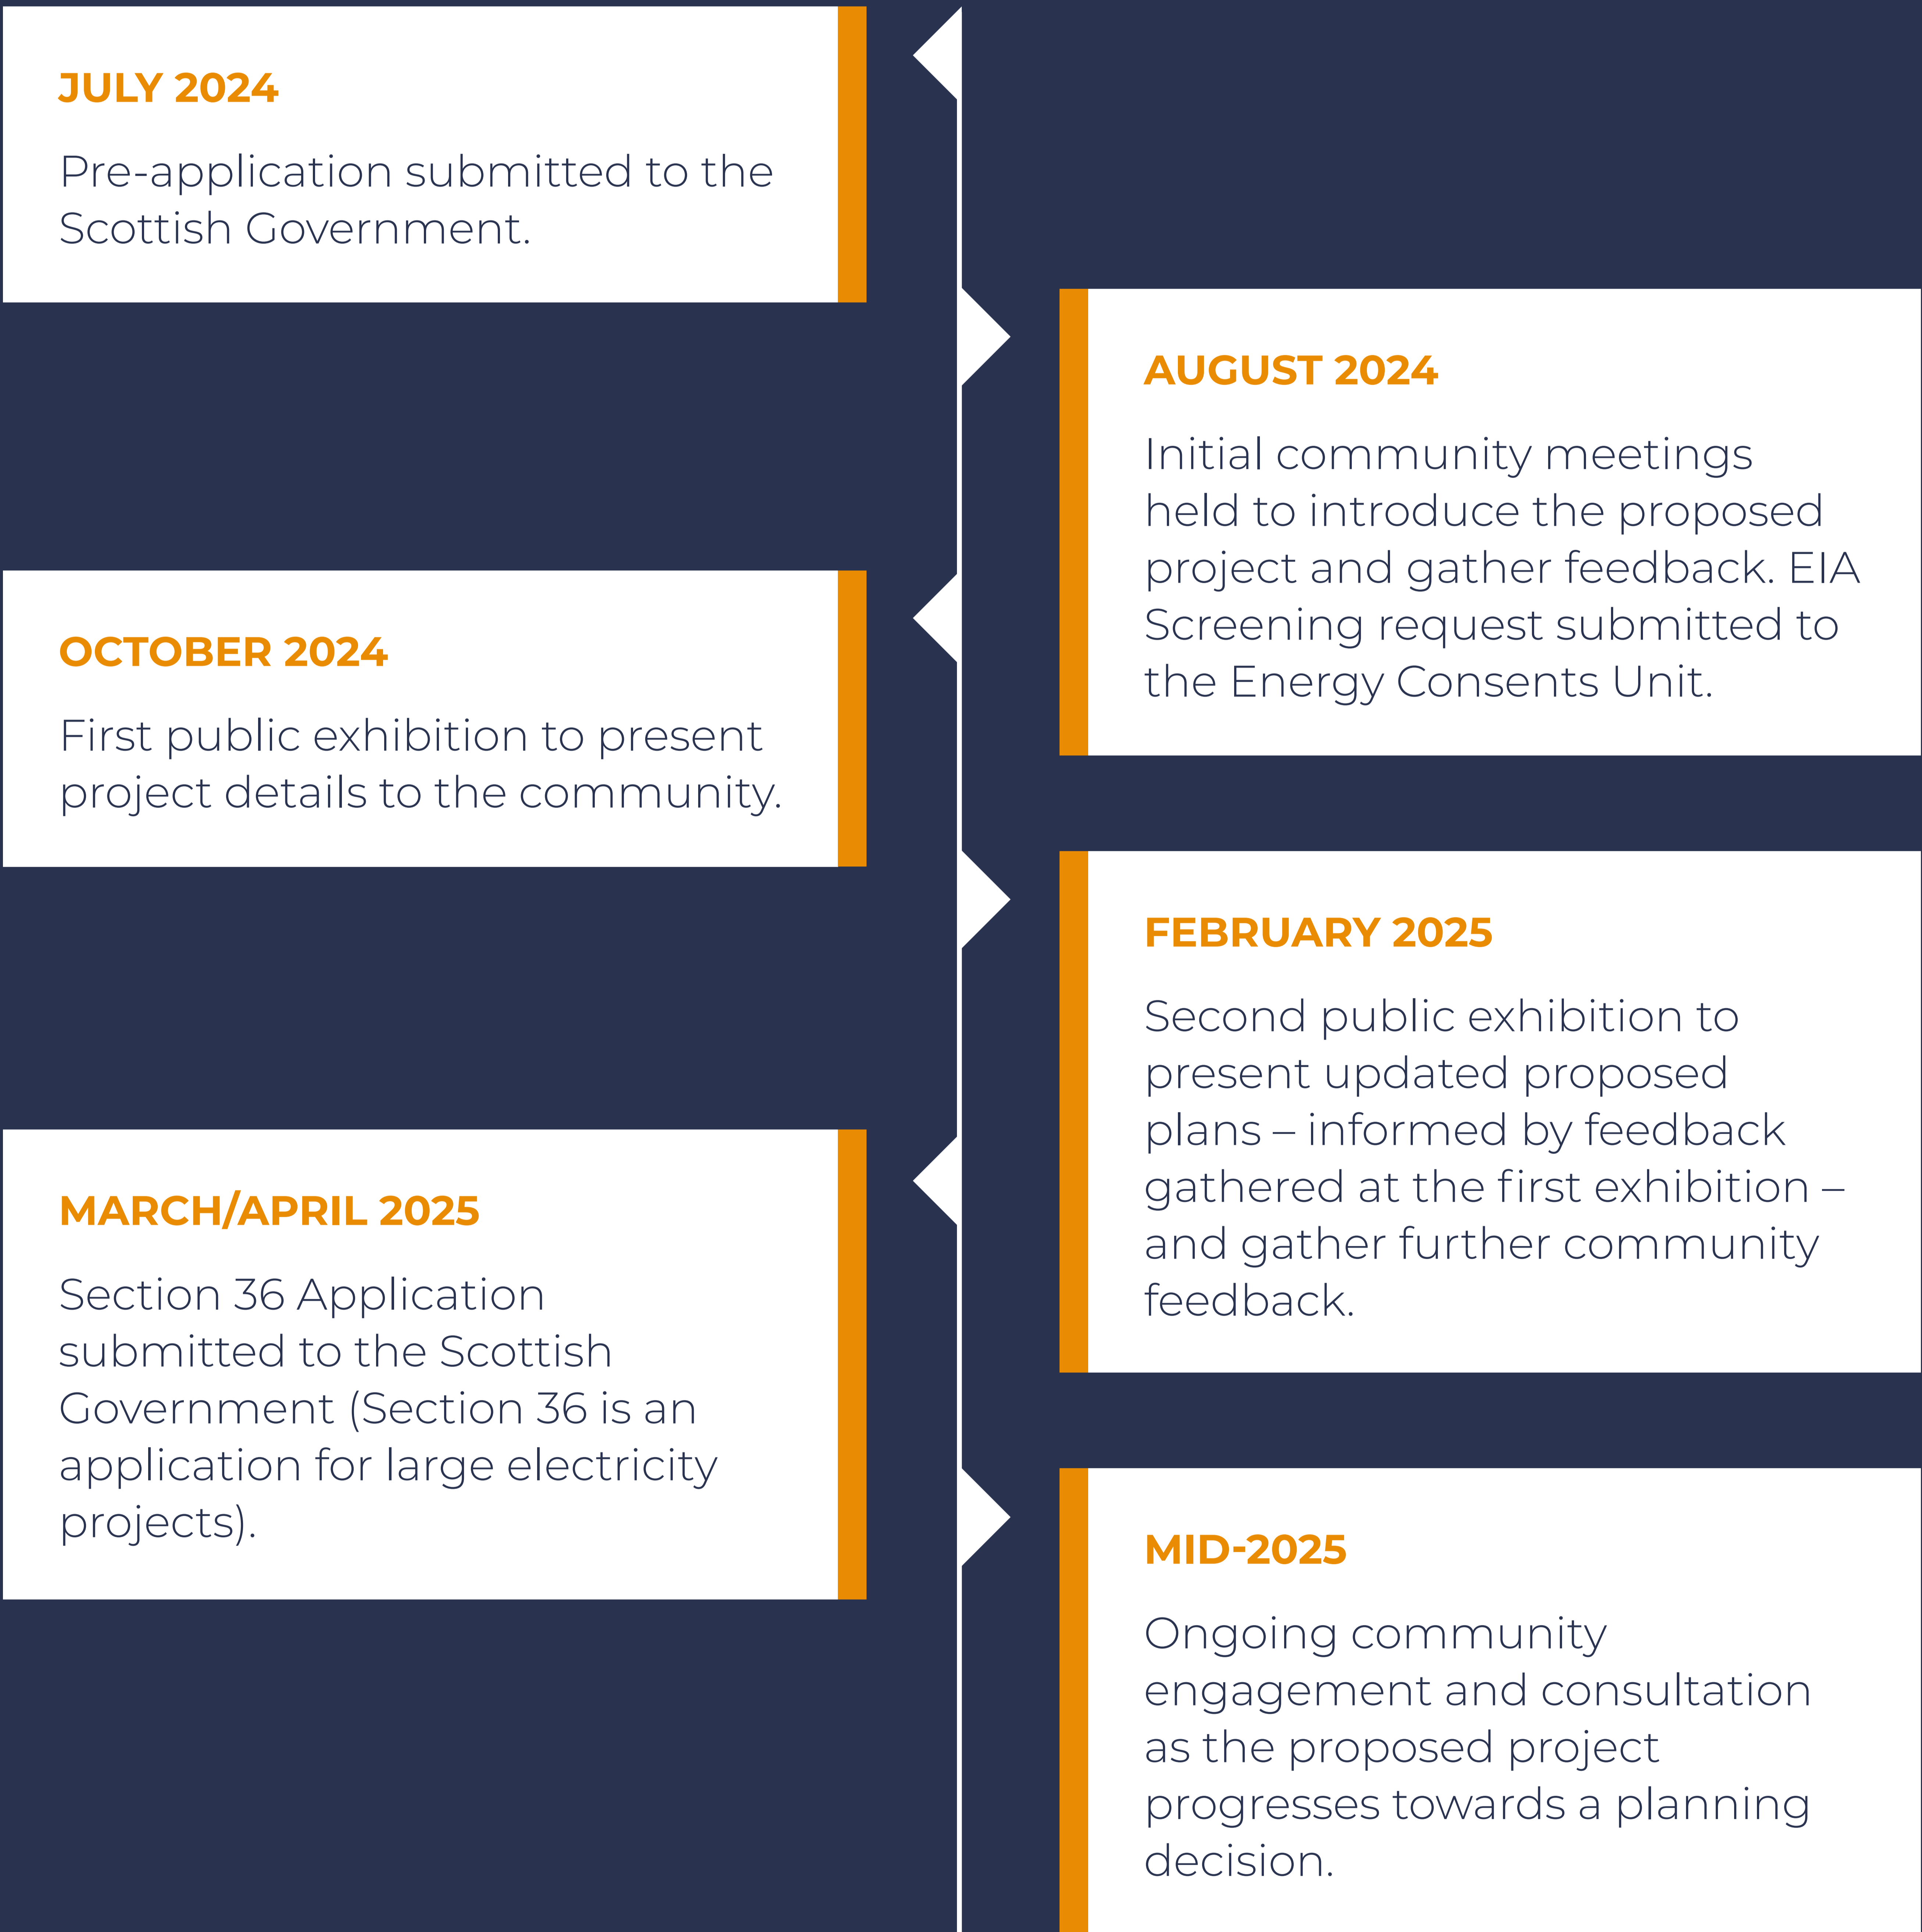 JULY 2024
Pre-application submitted to the
Scottish Government.
AUGUST 2024
Initial community meetings
held to introduce the proposed
project and gather feedback. EIA
Screening request submitted to
the Energy Consents Unit.
OCTOBER 2024
First public exhibition to present
project details to the community.
FEBRUARY 2025
Second public exhibition to
present updated proposed
plans – informed by feedback
gathered at the first exhibition –
and gather further community
feedback.
MARCH/APRIL 2025
Section 36 Application
submitted to the Scottish
Government (Section 36 is an
application for large electricity
projects).
MID-2025
Ongoing community
engagement and consultation
as the proposed project
progresses towards a planning
decision.